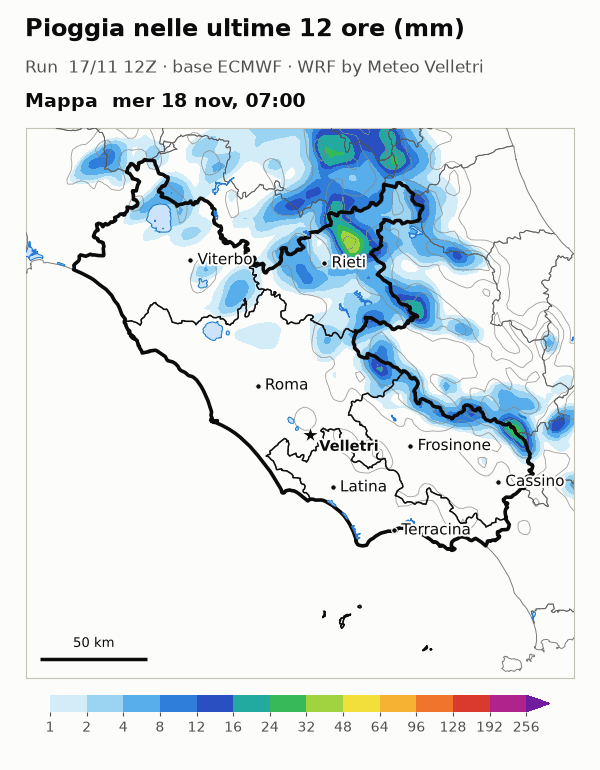 Pioggia nelle ultime 12 ore (mm)
Run  17/11 12Z · base ECMWF · WRF by Meteo Velletri
Mappa  mer 18 nov, 07:00
Viterbo
Rieti
Roma
Velletri
Frosinone
Latina
Cassino
Terracina
50 km
1 2 4 8 12 16 24 32 48 64 96 128 192 256